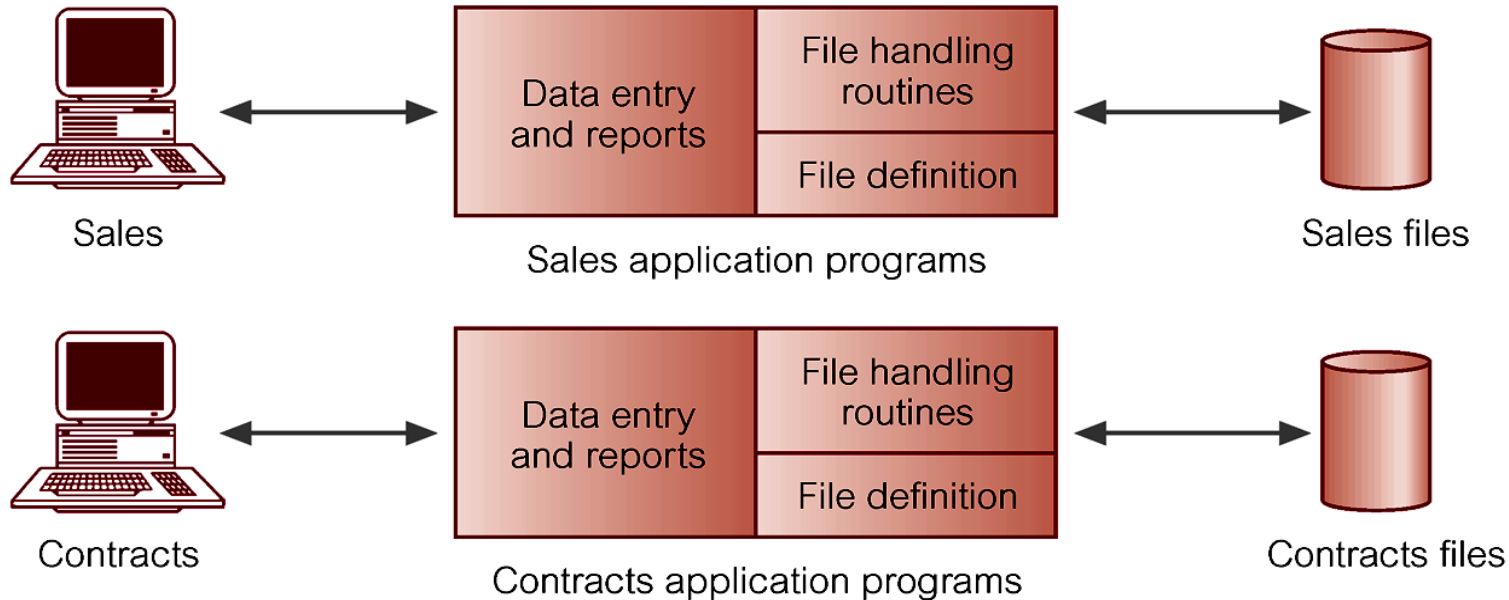 Data entry
and reports
File handling
routines
File definition
Sales
Sales application programs
Sales files
Data entry
and reports
File handling
routines
File definition
Contracts
Contracts application programs
Contracts files